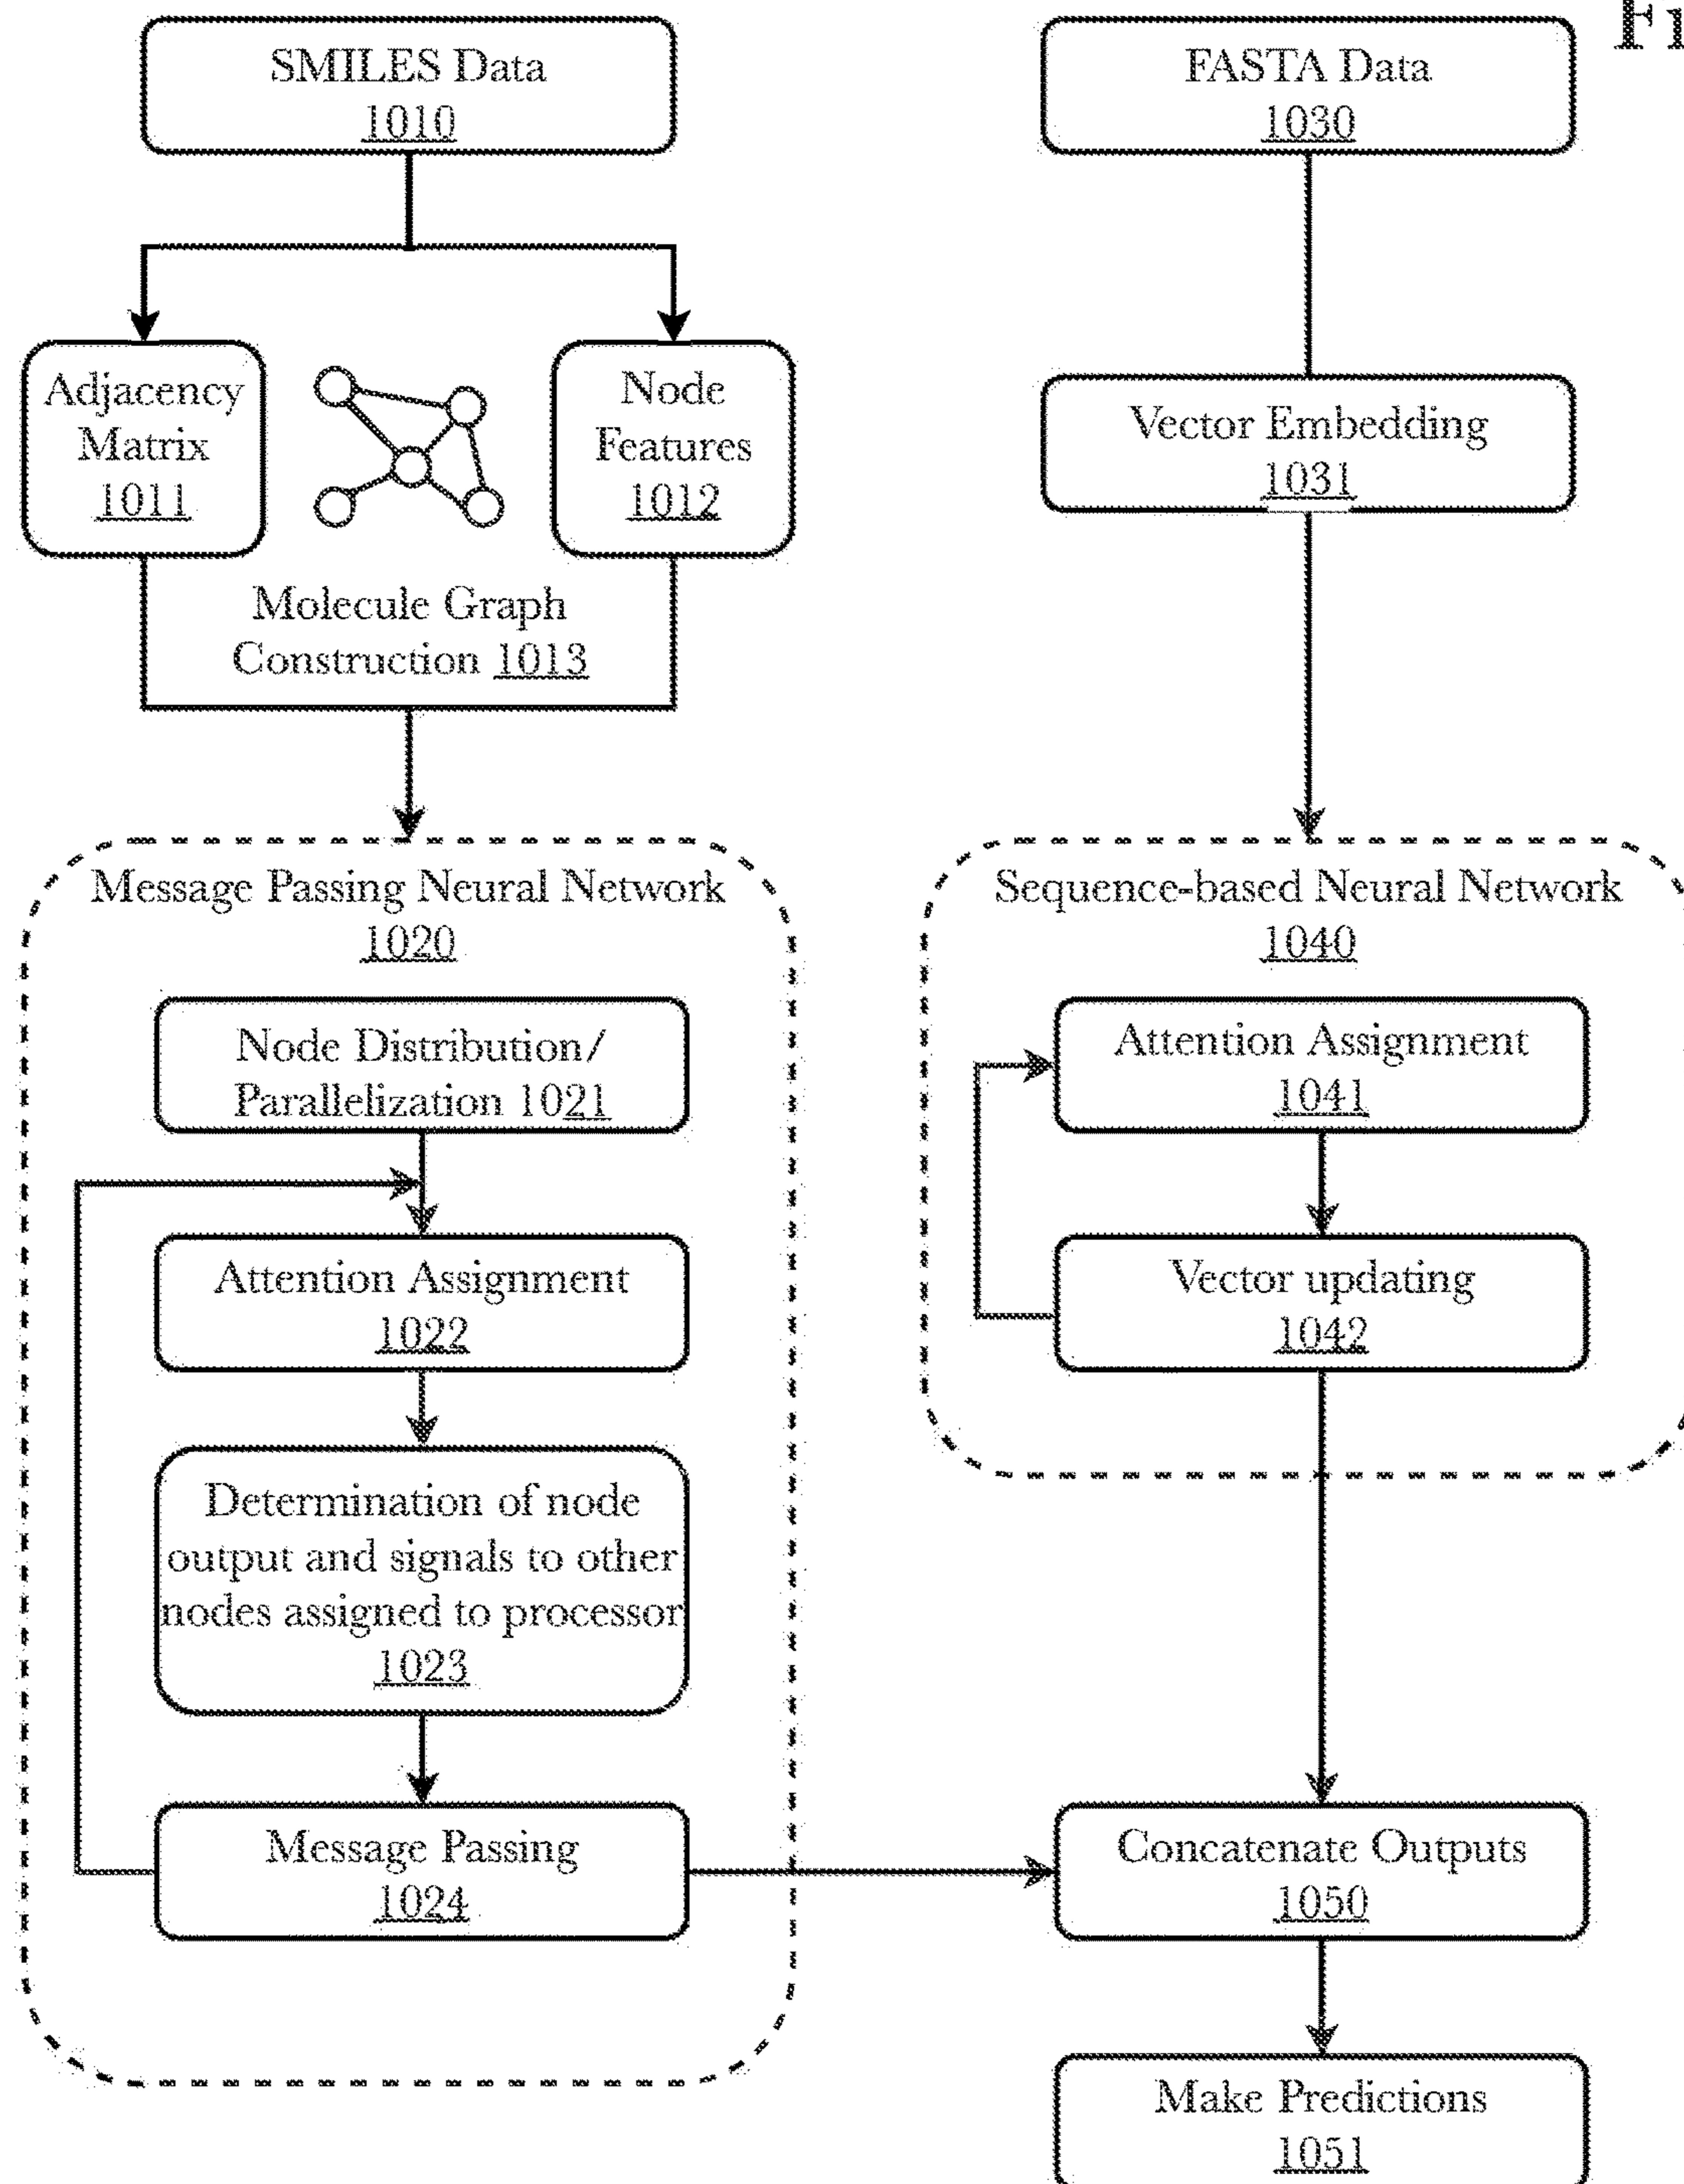 Fi
SMILES Data
1010
FASTA Data
1030
Adjacency
Matrix
1011
Node
Features
1012
Molecule Graph
Construction 1013
Vector Embedding
1031
Message Passing Neural Network
1020
Node Distribution/
Parallelization 1021
Attention Assignment
1022
Determination of node
output and signals to other
nodes assigned to processor
1023
Message Passing
1024
Sequence-based Neural Network
1040
Attention Assignment
1041
Vector updating
1042
Concatenate Outputs
1050
Make Predictions
1051